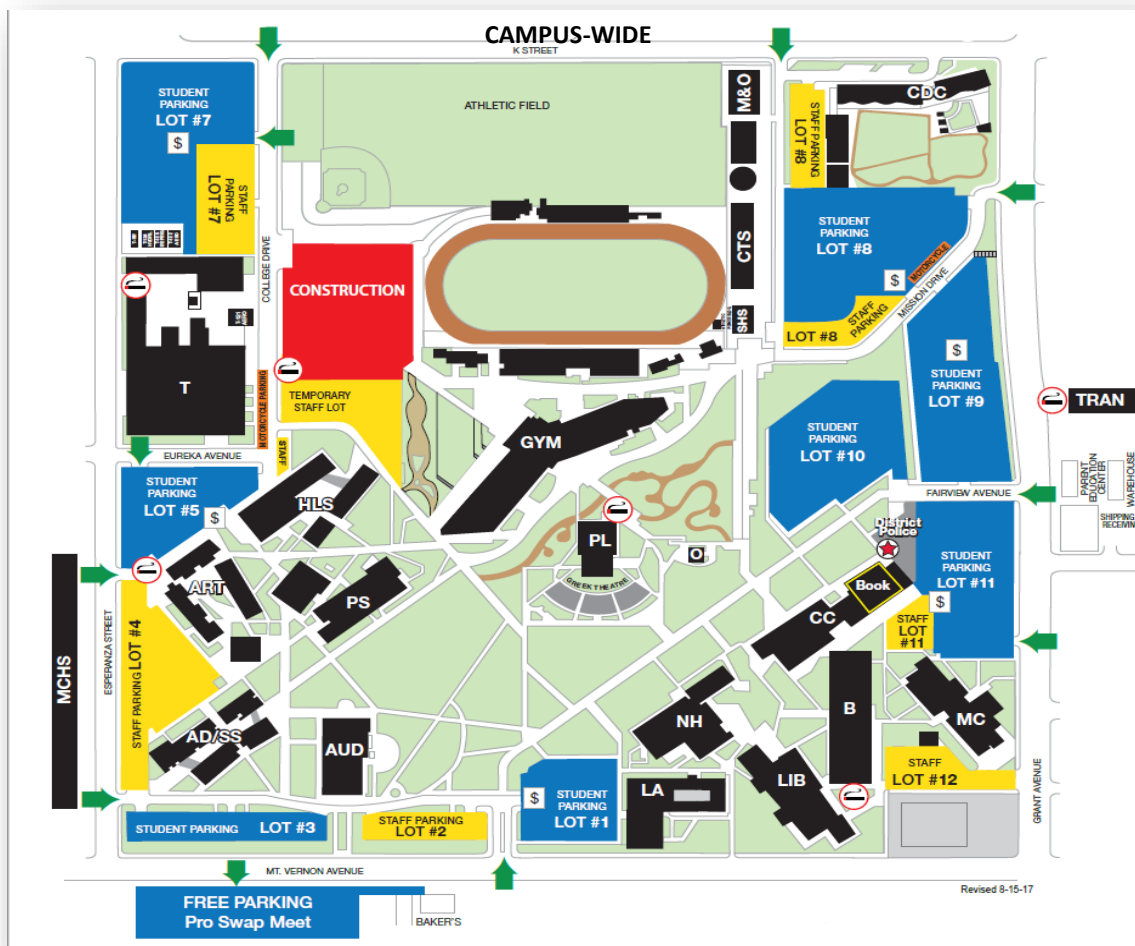 CAMPUS-WIDE
K STREET
STUDENT
PARKING
LOT #7
$
STAFF
PARKING
LOT #7
ATHLETIC FIELD
M&O
STAFF PARKING
LOT #8
CDC
COLLEGE DRIVE
CONSTRUCTION
CTS
STUDENT
PARKING
LOT #8
$
MOTORCYCLE
MISSION DRIVE
STAFF
PARKING
LOT #8
SHS
T
MOTORCYCLE PARKING
TEMPORARY
STAFF LOT
STAFF
$
STUDENT
PARKING
LOT #9
TRAN
GYM
STUDENT
PARKING
LOT #10
EUREKA AVENUE
STUDENT
PARKING
LOT #5
$
HLS
FAIRVIEW AVENUE
PARENT
EDUCTION
CENTER
WAREHOUSE
SHIPPING
RECEIVIN
District
Police
PL
GREEK THEATRE
O
STUDENT
PARKING
LOT #11
$
Book
ART
PS
CC
STAFF
LOT
#11
MCHS
ESPERANZA STREET
STAFF PARKING LOT #4
AD/SS
AUD
NH
B
MC
LIB
LA
STAFF
LOT #12
GRANT AVENUE
$
STUDENT
PARKING
LOT #1
STUDENT PARKING LOT #3
STAFF PARKING
LOT #2
MT. VERNON AVENUE
Revised 8-15-17
FREE PARKING
Pro Swap Meet
BAKER'S